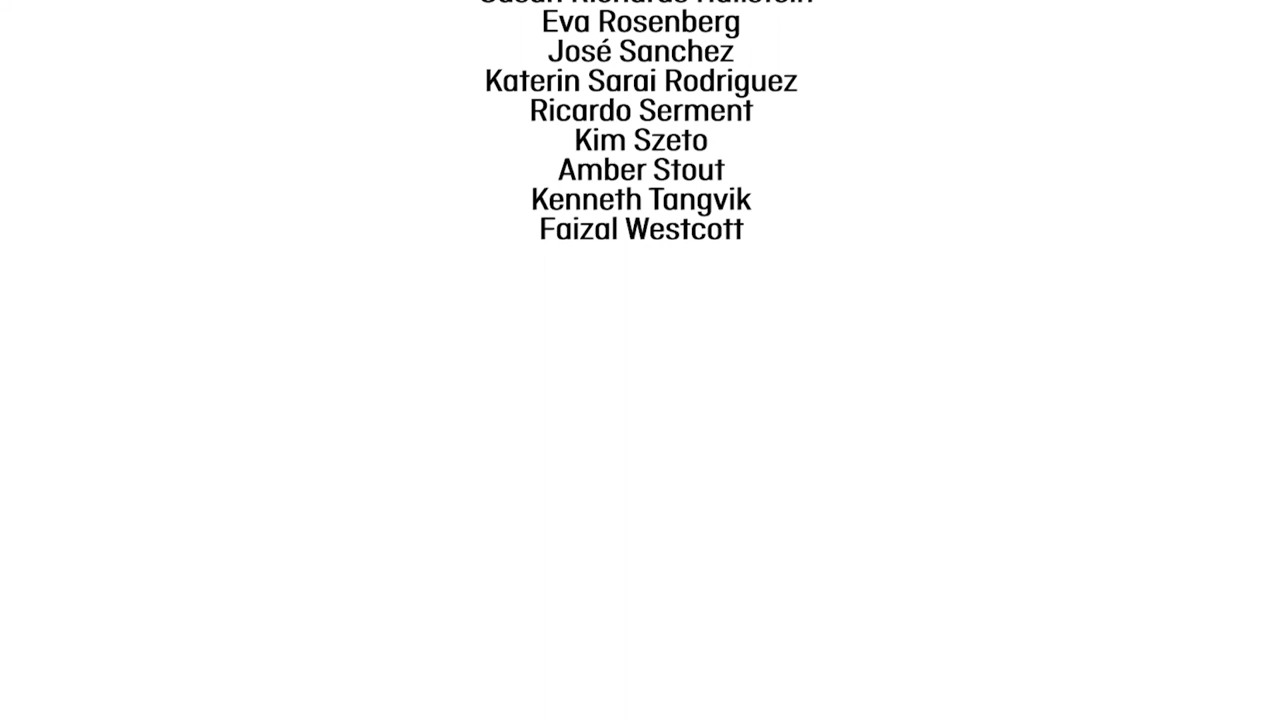 Eva Rosenberg
José Sanchez
Katerin Sarai Rodriguez
Ricardo Serment
Kim Szeto
Amber Stout
Kenneth Tangvik
Faizal Westcott